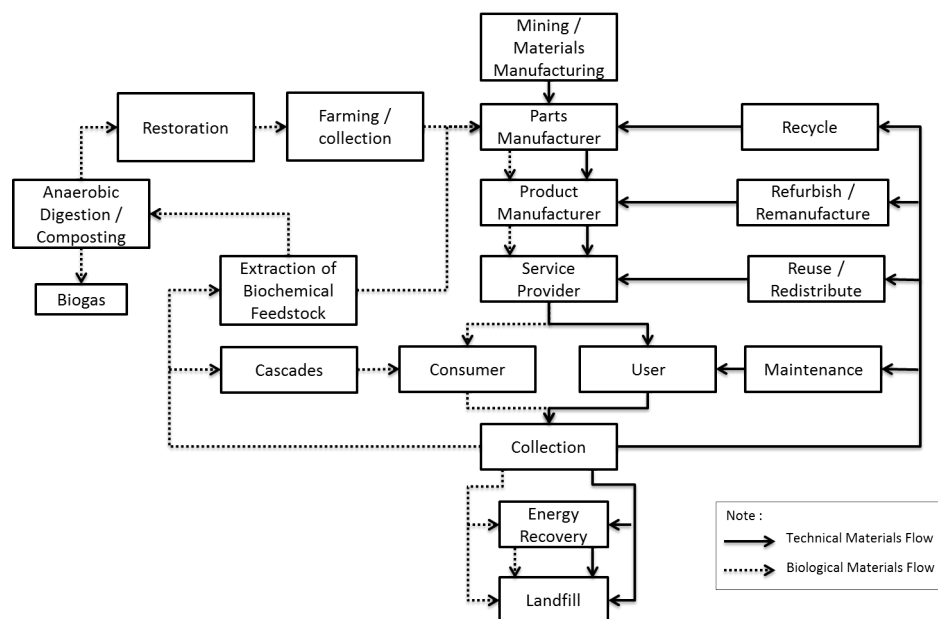 Mining /
Materials
Manufacturing
Restoration
Farming /
collection
Parts
Manufacturer
Recycle
Anaerobic
Digestion /
Composting
Product
Manufacturer
Refurbish /
Remanufacture
Biogas
Extraction of
Biochemical
Feedstock
Service
Provider
Reuse /
Redistribute
Cascades
Consumer
User
Maintenance
Collection
Energy
Recovery
Landfill
Note :
Technical Materials Flow
Biological Materials Flow